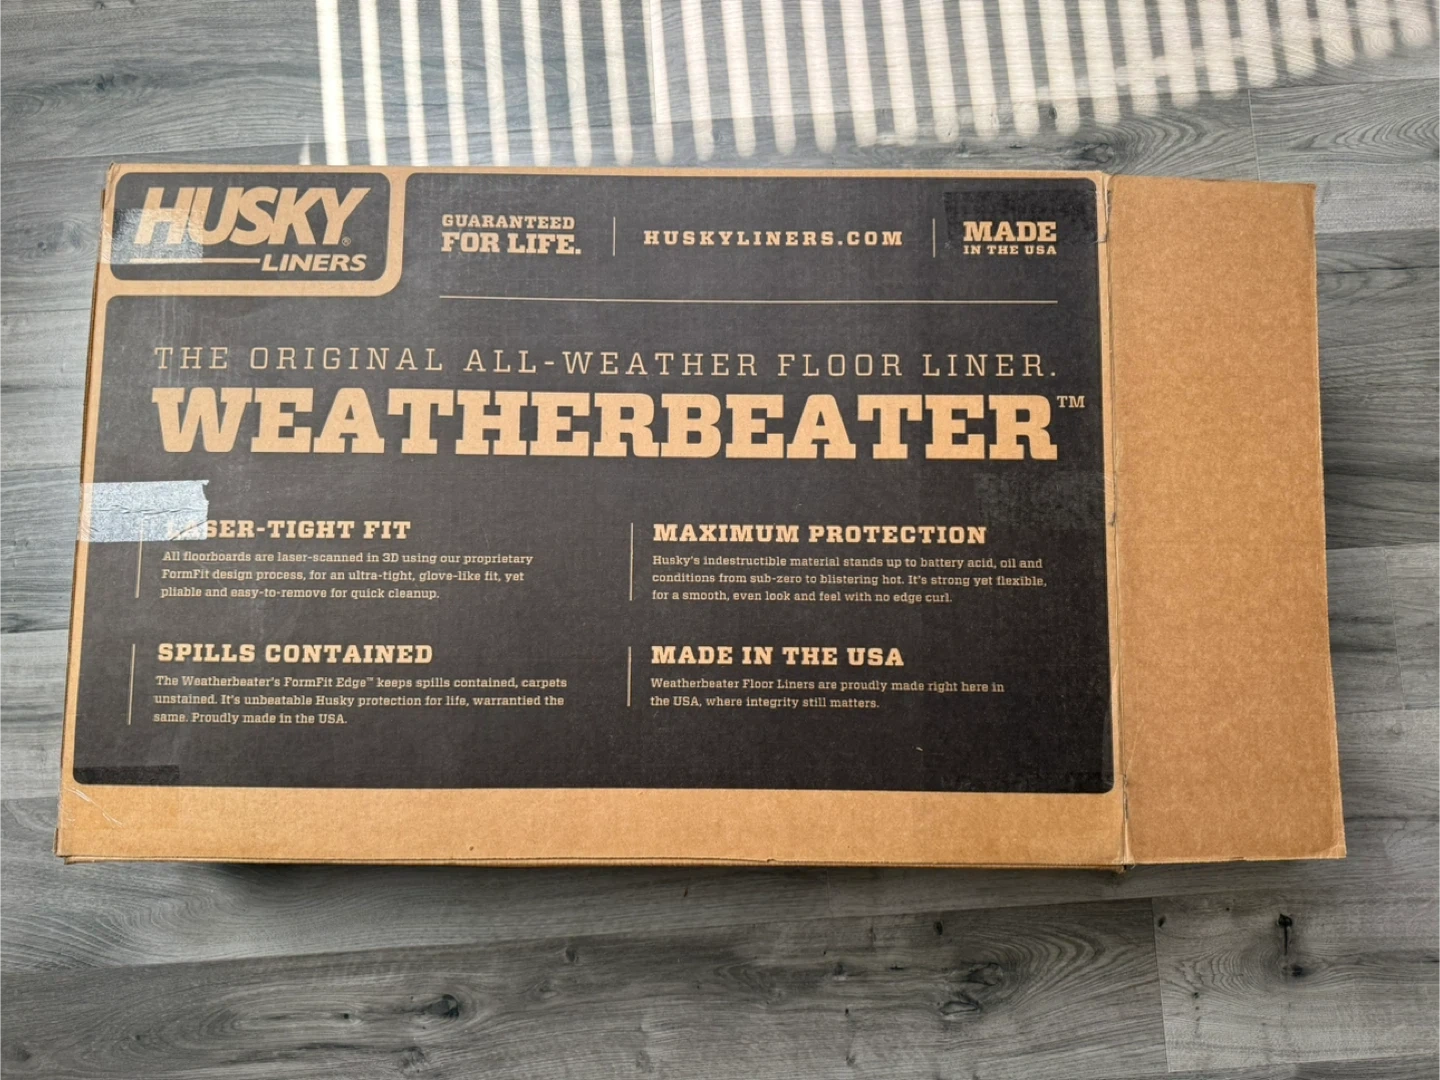 HUSKY®
LINERS
GUARANTEED
FOR LIFE.
HUSKYLINERS.COM
MADE
IN THE USA
THE ORIGINAL ALL-WEATHER FLOOR LINER.
WEATHERBEATER™
LASER-TIGHT FIT
All floorboards are laser-scanned in 3D using our proprietary
FormFit design process, for an ultra-tight, glove-like fit, yet
pliable and easy-to-remove for quick cleanup.
MAXIMUM PROTECTION
Husky's indestructible material stands up to battery acid, oil and
conditions from sub-zero to blistering hot. It's strong yet flexible,
for a smooth, even look and feel with no edge curl.
SPILLS CONTAINED
The Weatherbeater's FormFit Edge™ keeps spills contained, carpets
unstained. It's unbeatable Husky protection for life, warrantied the
same. Proudly made in the USA.
MADE IN THE USA
Weatherbeater Floor Liners are proudly made right here in
the USA, where integrity still matters.